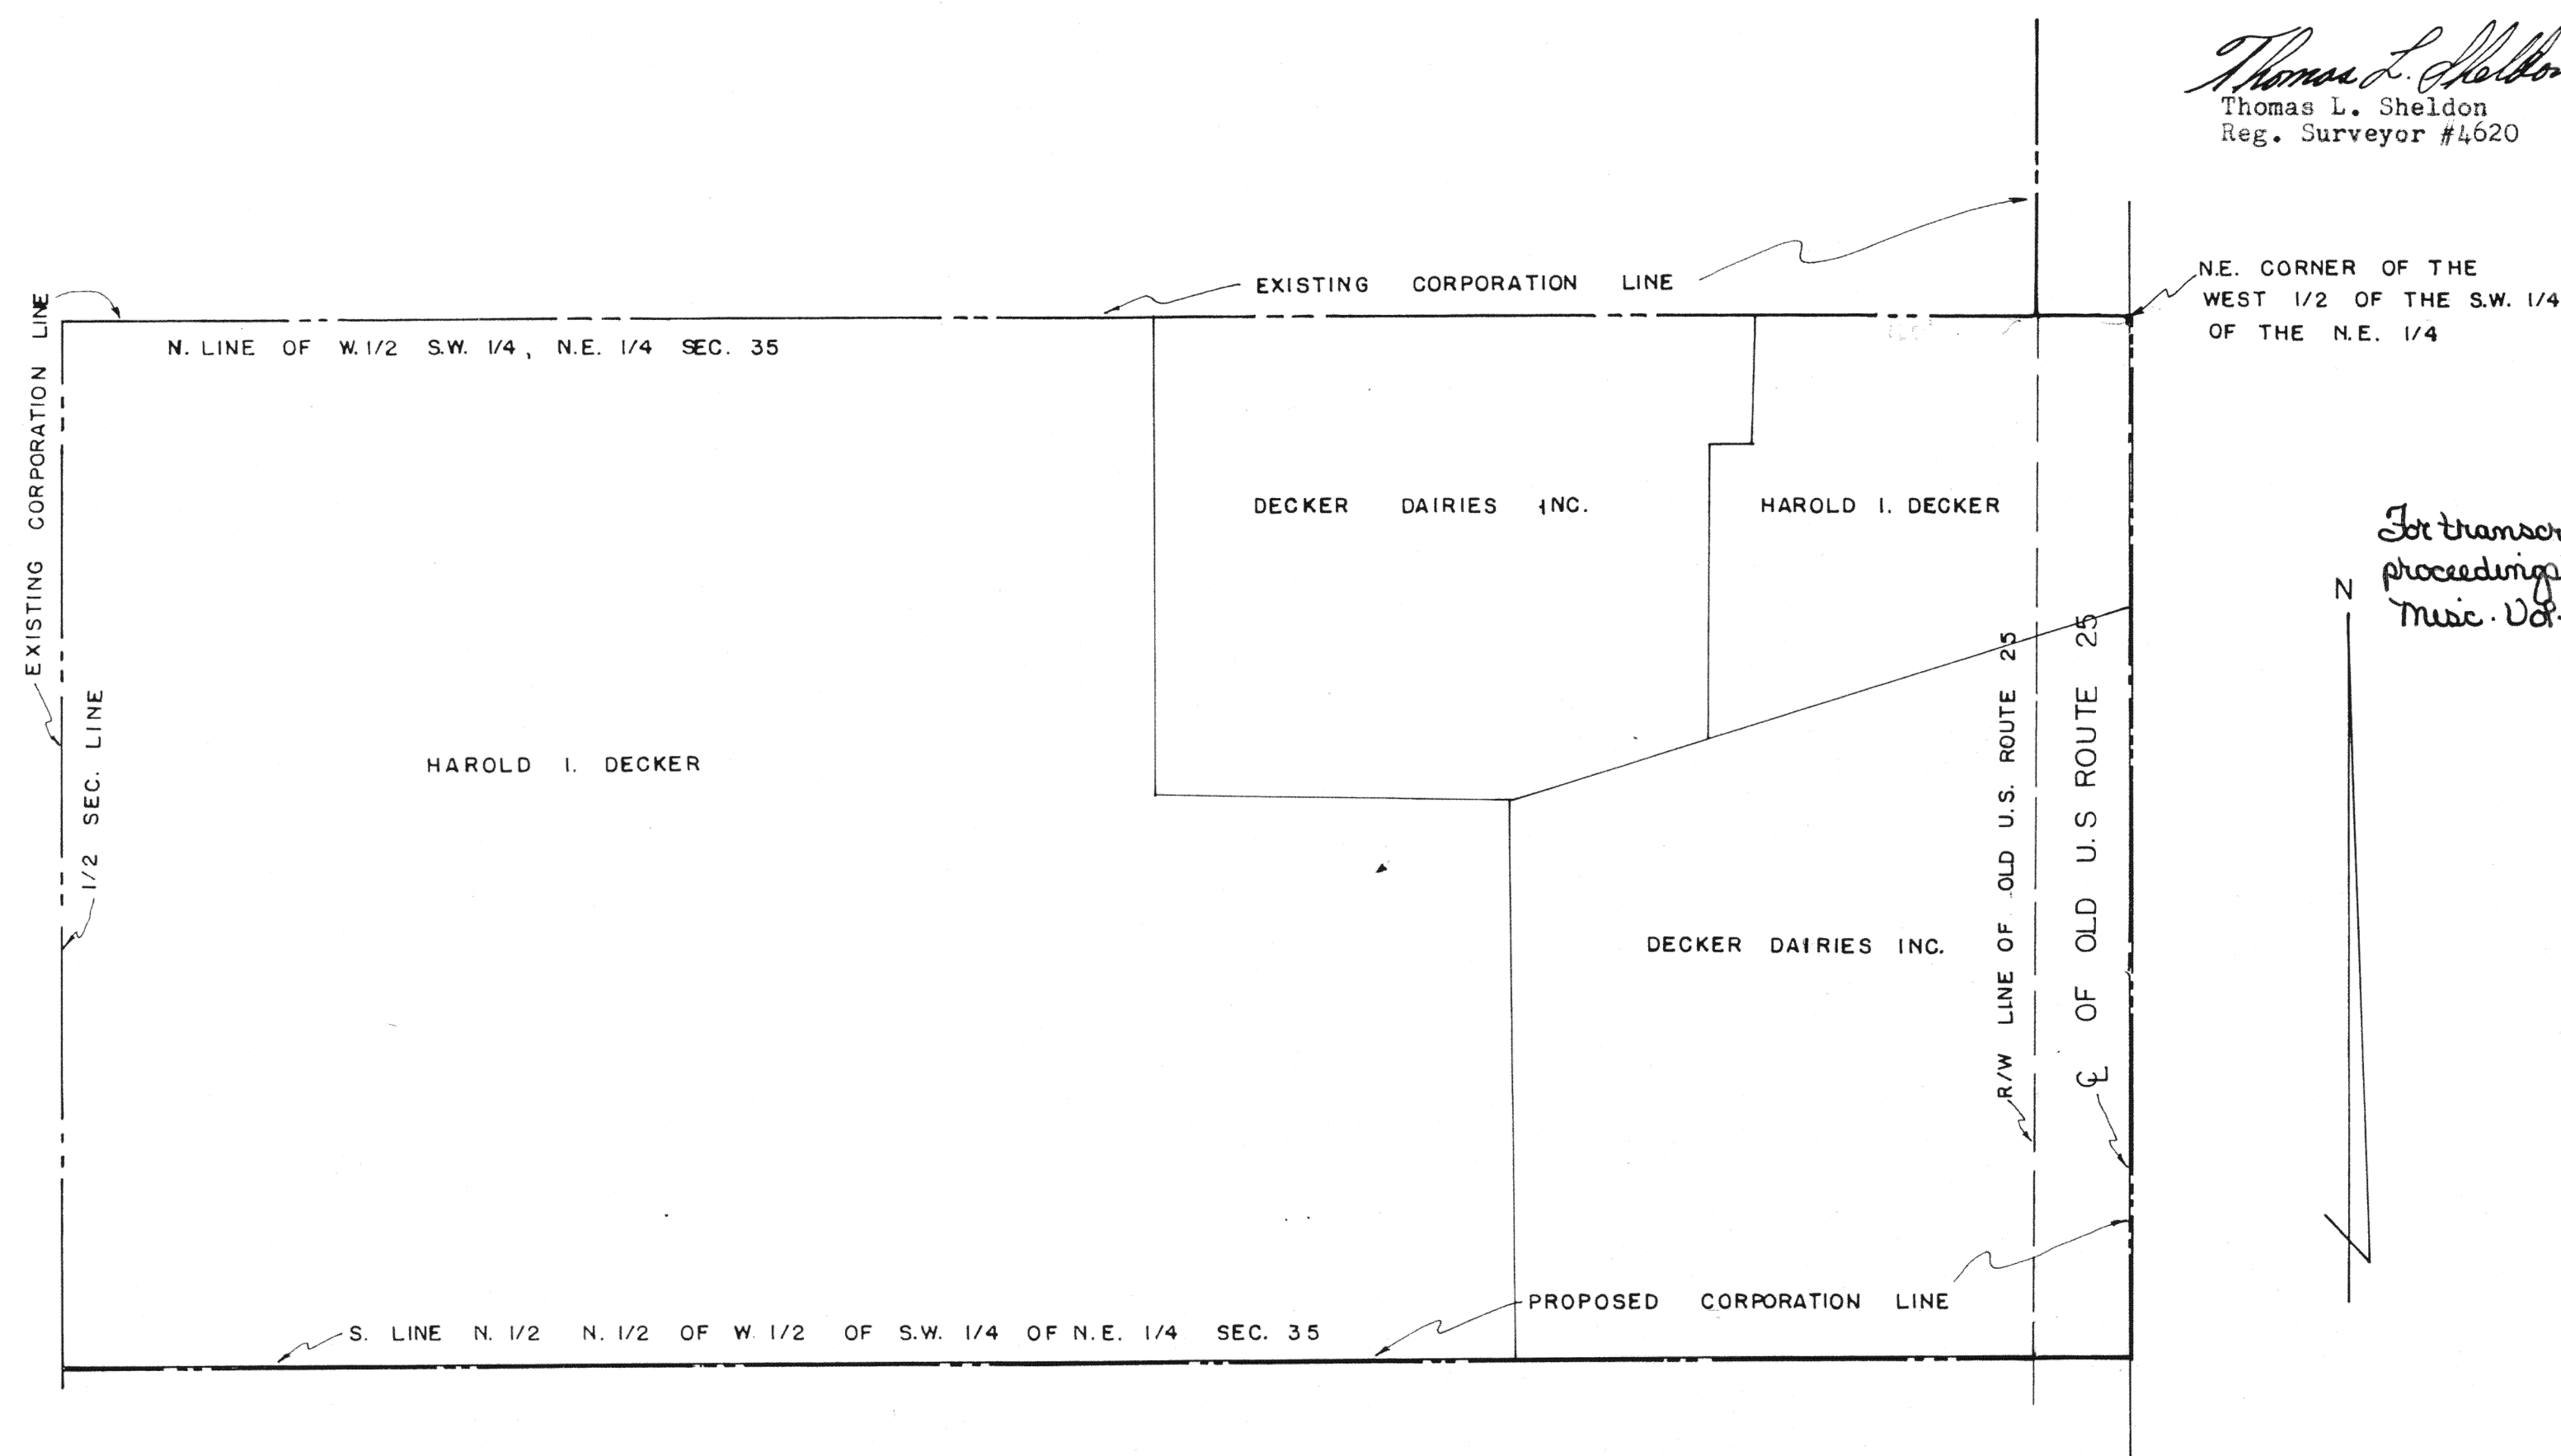 Thomas L. Sheldon
Thomas L. Sheldon
Reg. Surveyor #4620
N.E. CORNER OF THE
WEST 1/2 OF THE S.W. 1/4
OF THE N.E. 1/4
EXISTING CORPORATION LINE
EXISTING CORPORATION LINE
N. LINE OF W. 1/2 S.W. 1/4, N.E. 1/4 SEC. 35
DECKER DAIRIES INC.
HAROLD I. DECKER
For transcr
proceedings
Misc. Vol.
N
1/2 SEC. LINE
HAROLD I. DECKER
R/W LINE OF OLD U.S. ROUTE 25
℄ OF OLD U.S ROUTE 25
DECKER DAIRIES INC.
PROPOSED CORPORATION LINE
S. LINE N. 1/2 N. 1/2 OF W. 1/2 OF S.W. 1/4 OF N.E. 1/4 SEC. 35